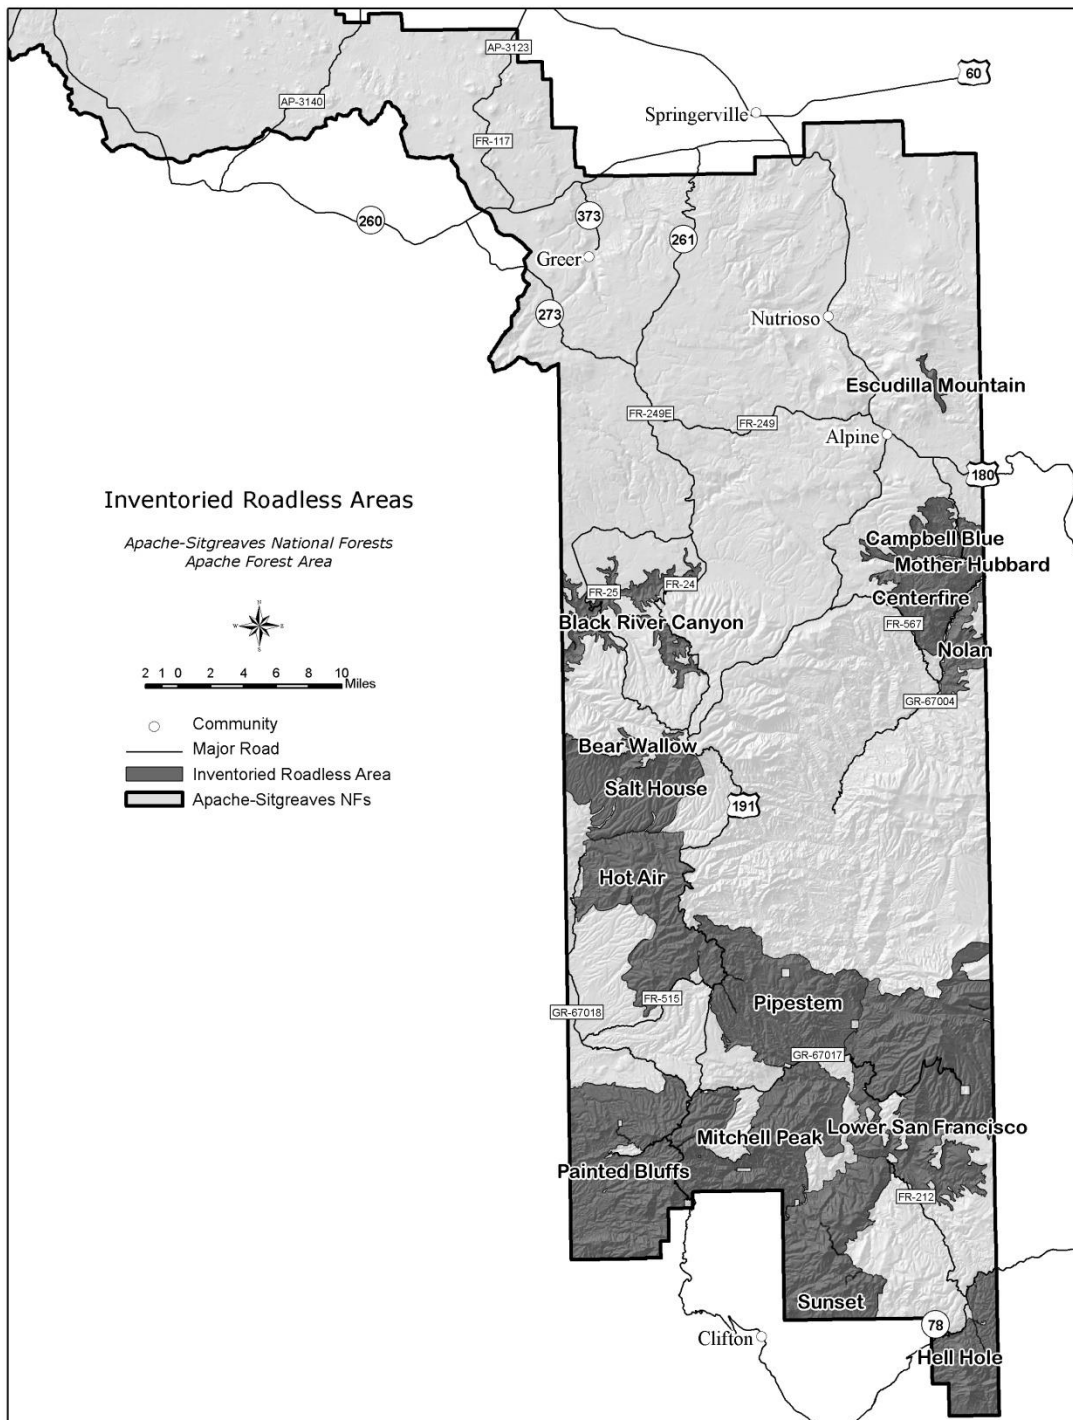 AP-3123
60
AP-3140
Springerville
FR-117
260
373
261
Greer
273
Nutrioso
Escudilla Mountain
FR-249E
FR-249
Alpine
180
Inventoried Roadless Areas
Apache-Sitgreaves National Forests
Apache Forest Area
N
W E
S
Campbell Blue
Mother Hubbard
FR-24
FR-25
Centerfire
Black River Canyon
FR-567
Nolan
2 1 0 2 4 6 8 10
Miles
GR-67004
Community
Major Road
Inventoried Roadless Area
Apache-Sitgreaves NFs
Bear Wallow
Salt House
191
Hot Air
FR-515
Pipestem
GR-67018
GR-67017
Lower San Francisco
Mitchell Peak
Painted Bluffs
FR-212
Sunset
78
Clifton
Hell Hole